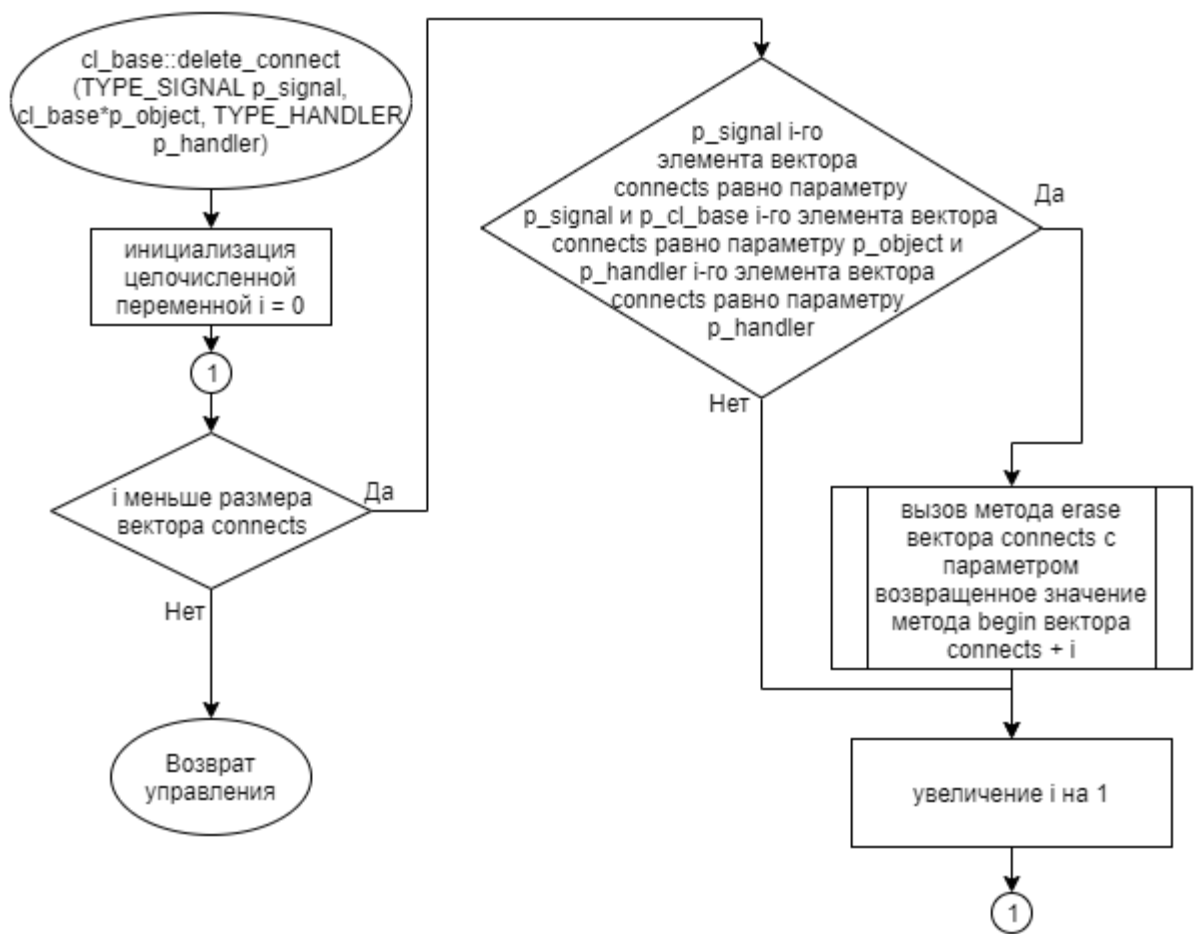 cl_base::delete_connect
(TYPE_SIGNAL p_signal,
cl_base*p_object, TYPE_HANDLER
p_handler)
инициализация
целочисленной
переменной i = 0
1
i меньше размера
вектора connects
Да
Нет
Возврат
управления
p_signal i-го
элемента вектора
connects равно параметру
p_signal и p_cl_base i-го элемента вектора
connects равно параметру p_object и
p_handler i-го элемента вектора
connects равно параметру
p_handler
Да
Нет
вызов метода erase
вектора connects с
параметром
возвращенное значение
метода begin вектора
connects + i
увеличение i на 1
1